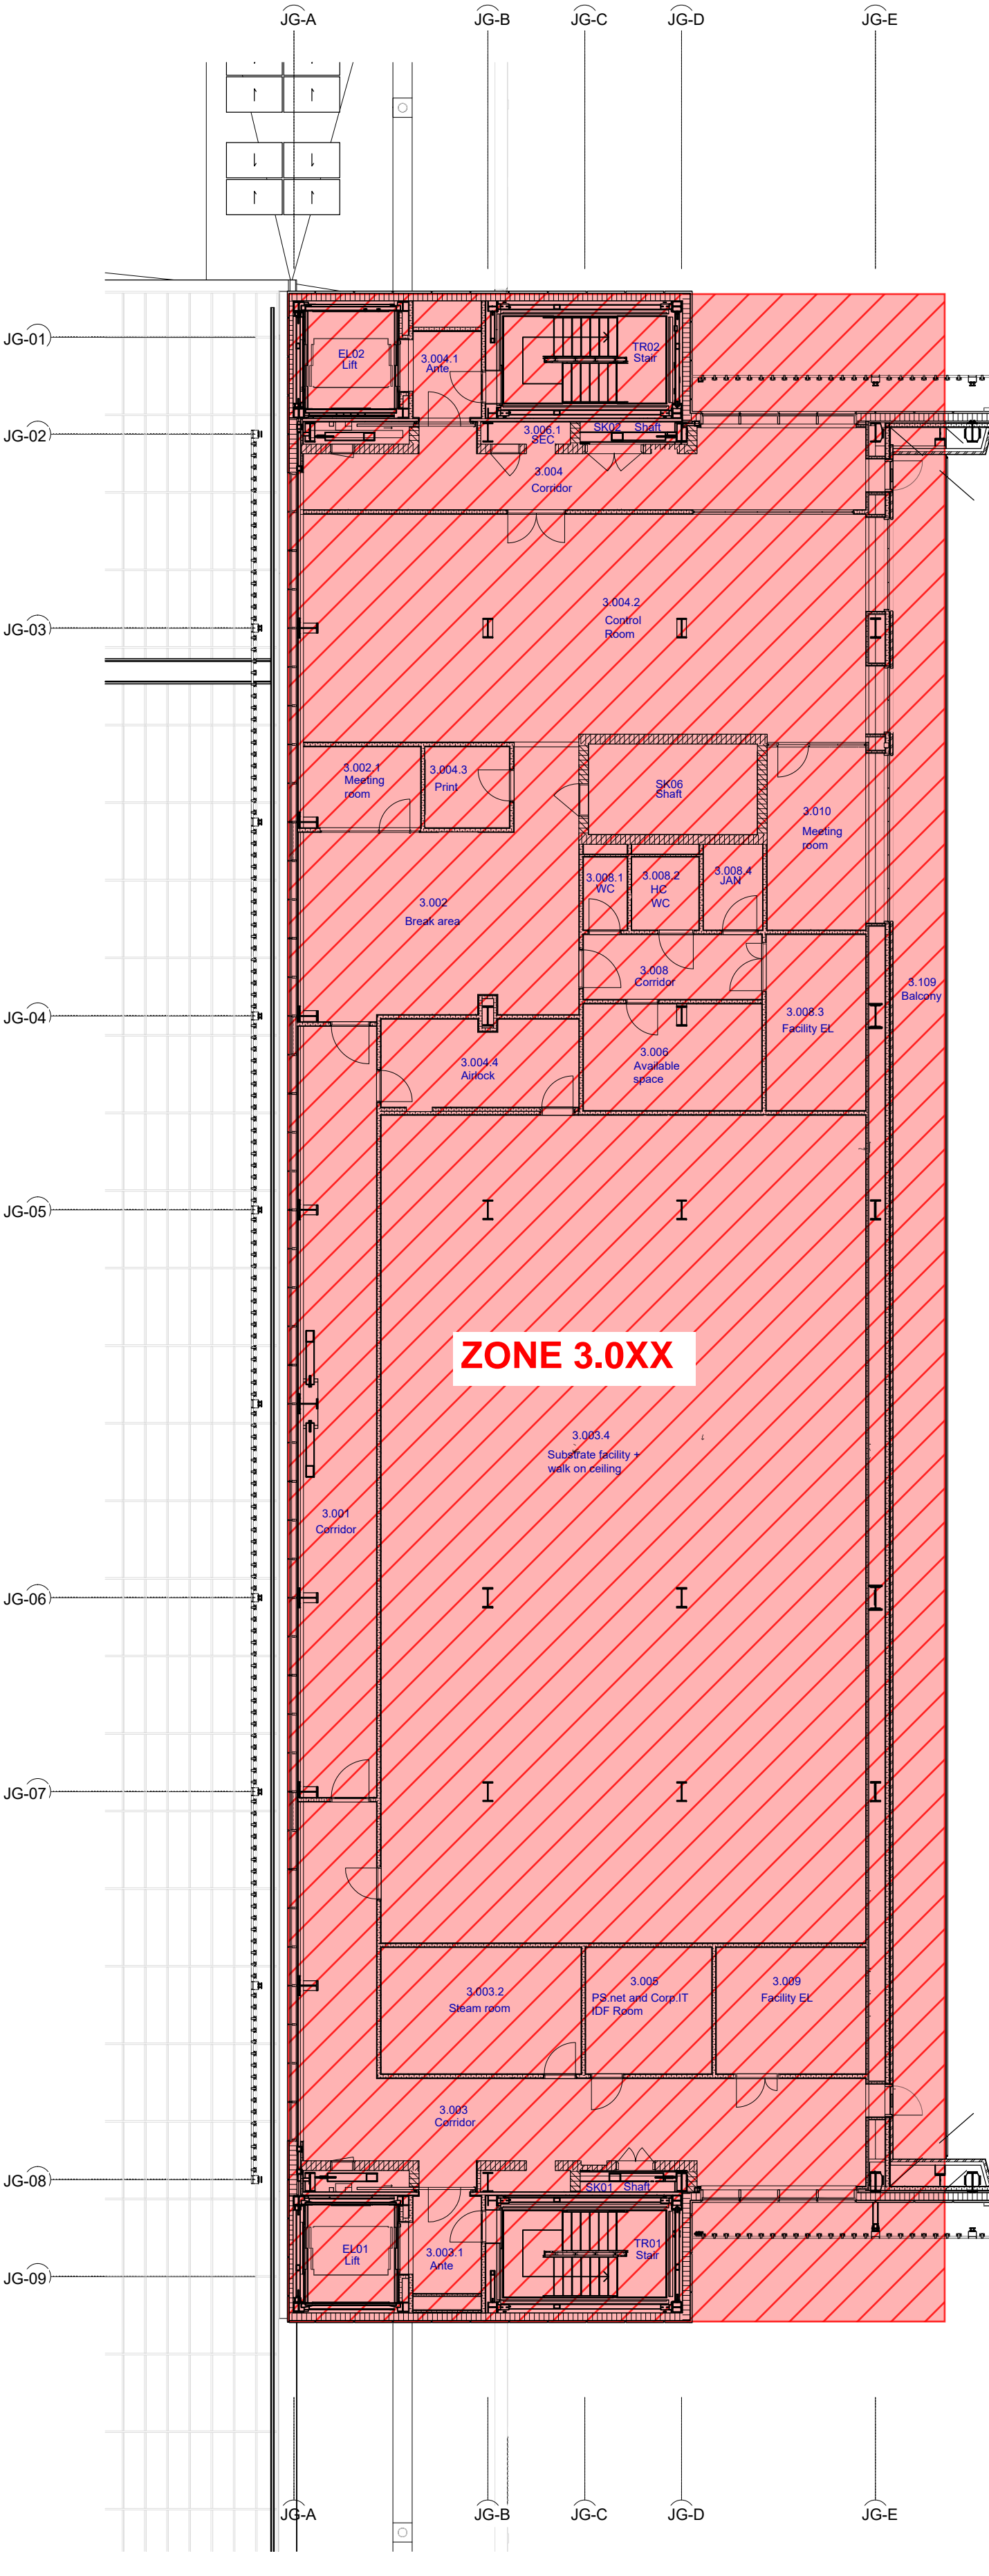 JG-A
JG-B
JG-C
JG-D
JG-E
JG-01
EL02
Lift
3.004.1
Ante
TR02
Stair
JG-02
3.006.1
SEC
SK02
Shaft
3.004
Corridor
JG-03
3.004.2
Control
Room
3.002.1
Meeting
room
3.004.3
Print
SK06
Shaft
3.010
Meeting
room
3.008.1
WC
3.008.2
HC
WC
3.008.4
JAN
3.002
Break area
3.008
Corridor
3.109
Balcony
JG-04
3.008.3
Facility EL
3.004.4
Airlock
3.006
Available
space
JG-05
ZONE 3.0XX
3.003.4
Substrate facility +
walk on ceiling
3.001
Corridor
JG-06
JG-07
3.003.2
Steam room
3.005
PS.net and Corp.IT
IDF Room
3.009
Facility EL
3.003
Corridor
JG-08
SK01
Shaft
EL01
Lift
3.003.1
Ante
TR01
Stair
JG-09
JG-A
JG-B
JG-C
JG-D
JG-E